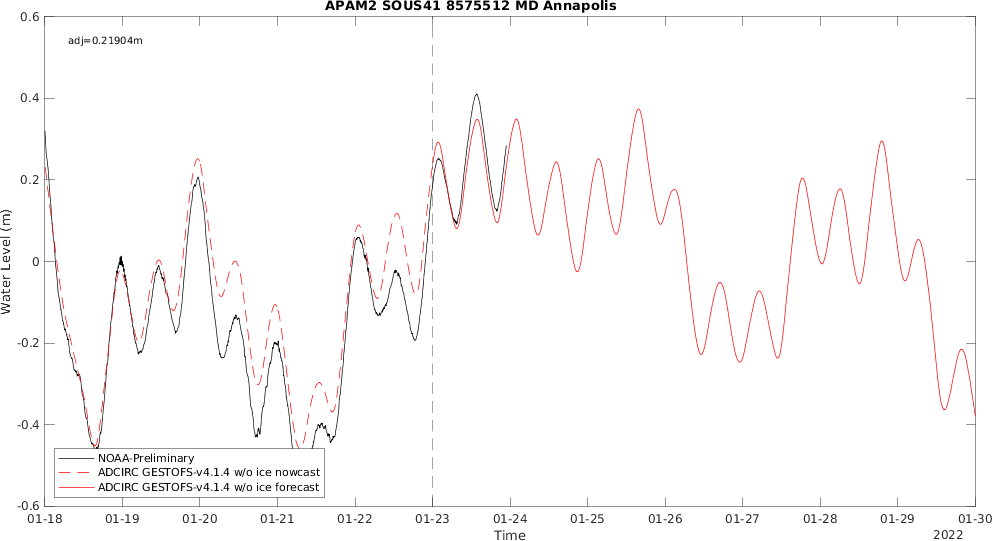 APAM2 SOUS41 8575512 MD Annapolis
adj=0.21904m
0.6
0.4
0.2
0
-0.2
-0.4
-0.6
Water Level (m)
NOAA-Preliminary
ADCIRC GESTOFS-v4.1.4 w/o ice nowcast
ADCIRC GESTOFS-v4.1.4 w/o ice forecast
01-18 01-19 01-20 01-21 01-22 01-23 01-24 01-25 01-26 01-27 01-28 01-29 01-30
Time
2022